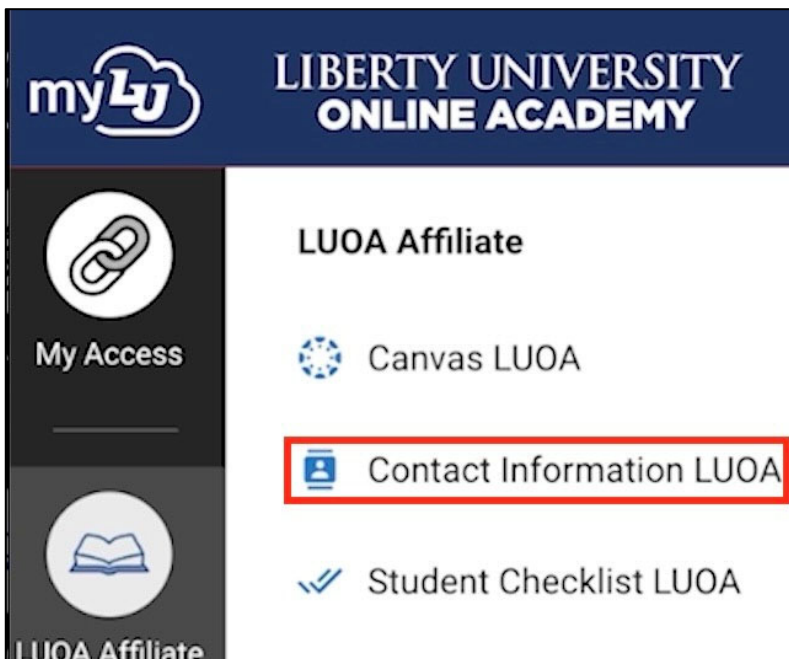 myLU
LIBERTY UNIVERSITY
ONLINE ACADEMY
My Access
LUOA Affiliate
LUOA Affiliate
Canvas LUOA
Contact Information LUOA
Student Checklist LUOA